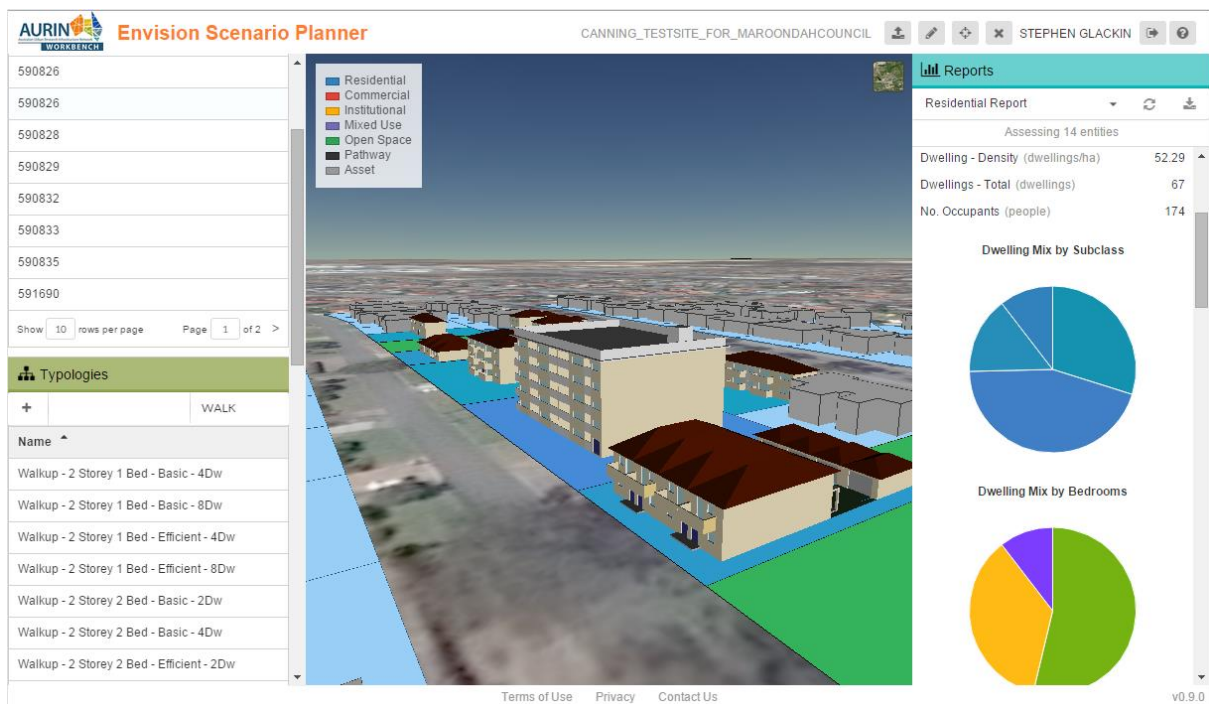 AURIN
WORKBENCH
Envision Scenario Planner
CANNING_TESTSITE_FOR_MAROONDAHCOUNCIL
STEPHEN GLACKIN
590826
590826
590828
590829
590832
590833
590835
591690
Show 10 rows per page Page 1 of 2 >
Typologies
+ WALK
Name
Walkup - 2 Storey 1 Bed - Basic - 4Dw
Walkup - 2 Storey 1 Bed - Basic - 8Dw
Walkup - 2 Storey 1 Bed - Efficient - 4Dw
Walkup - 2 Storey 1 Bed - Efficient - 8Dw
Walkup - 2 Storey 2 Bed - Basic - 2Dw
Walkup - 2 Storey 2 Bed - Basic - 4Dw
Walkup - 2 Storey 2 Bed - Efficient - 2Dw
Residential
Commercial
Institutional
Mixed Use
Open Space
Pathway
Asset
Reports
Residential Report
Assessing 14 entities
Dwelling - Density (dwellings/ha) 52.29
Dwellings - Total (dwellings) 67
No. Occupants (people) 174
Dwelling Mix by Subclass
Dwelling Mix by Bedrooms
Terms of Use Privacy Contact Us
v0.9.0